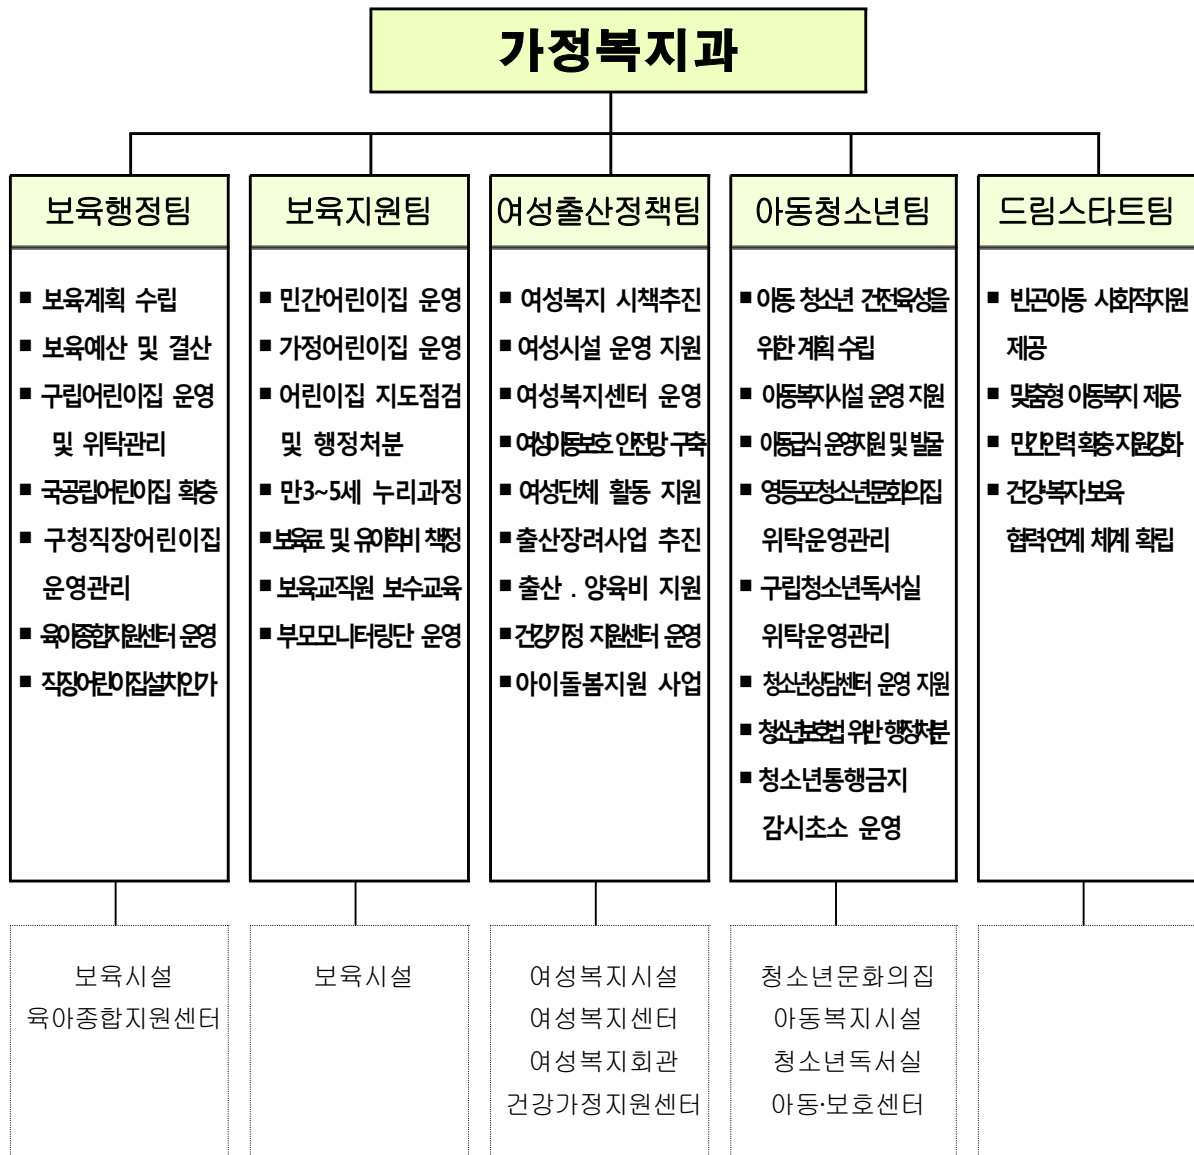 가정복지과
보육행정팀
■ 보육계획 수립
■ 보육예산 및 결산
■ 구립어린이집 운영
및 위탁관리
■ 국공립어린이집 확충
■ 구청직장어린이집
운영관리
■ 육아종합지원센터 운영
■ 직장어린이집설치인가
보육시설
육아종합지원센터
보육지원팀
■ 민간어린이집 운영
■ 가정어린이집 운영
■ 어린이집 지도점검
및 행정처분
■ 만3~5세 누리과정
■ 보육료 및 유아학비 책정
■ 보육교직원 보수교육
■ 부모모니터링단 운영
보육시설
여성출산정책팀
■ 여성복지 시책추진
■ 여성시설 운영 지원
■ 여성복지센터 운영
■ 여성아동보호 안전망 구축
■ 여성단체 활동 지원
■ 출산장려사업 추진
■ 출산 . 양육비 지원
■ 건강가정 지원센터 운영
■ 아이돌봄지원 사업
여성복지시설
여성복지센터
여성복지회관
건강가정지원센터
아동청소년팀
■ 아동· 청소년 건전육성을
위한 계획 수립
■ 아동복지시설 운영 지원
■ 아동급식 운영지원 및 발굴
■ 영등포청소년문화의집
위탁운영관리
■ 구립청소년독서실
위탁운영관리
■ 청소년상담센터 운영 지원
■ 청소년보호법 위반 행정처분
■ 청소년통행금지
감시초소 운영
청소년문화의집
아동복지시설
청소년독서실
아동·보호센터
드림스타트팀
■ 빈곤아동 사회적지원
제공
■ 맞춤형 아동복지 제공
■ 민간인력 확충 지원강화
■ 건강·복지·보육
협력·연계 체계 확립